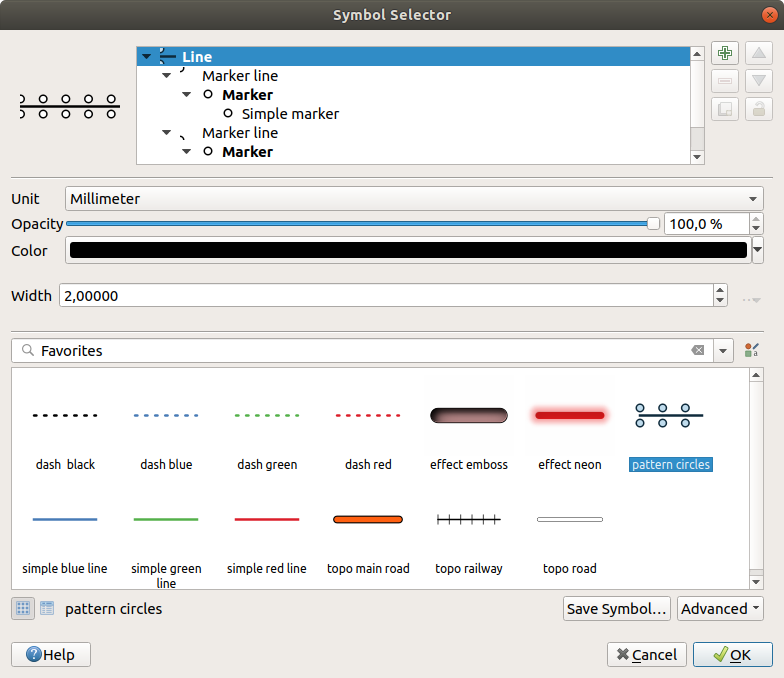 Symbol Selector
Line
Marker line
Marker
Simple marker
Marker line
Marker
Unit Millimeter
Opacity 100,0 %
Color
Width 2,00000
Favorites
dash  black dash blue dash green dash red effect emboss effect neon pattern circles
simple blue line simple green line simple red line topo main road topo railway topo road
pattern circles Save Symbol... Advanced
Help Cancel OK